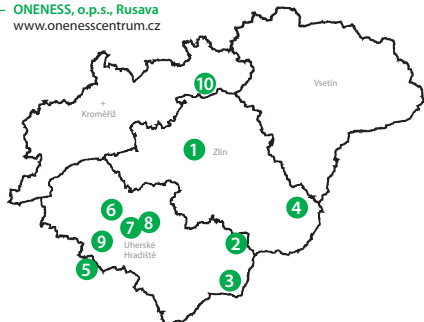 – ONENESS, o.p.s., Rusava
www.onenesscentrum.cz
Vsetín
10
+
Kroměříž
1 Zlín
4
6
8
7
9
2
Uherské
Hradiště
5
3